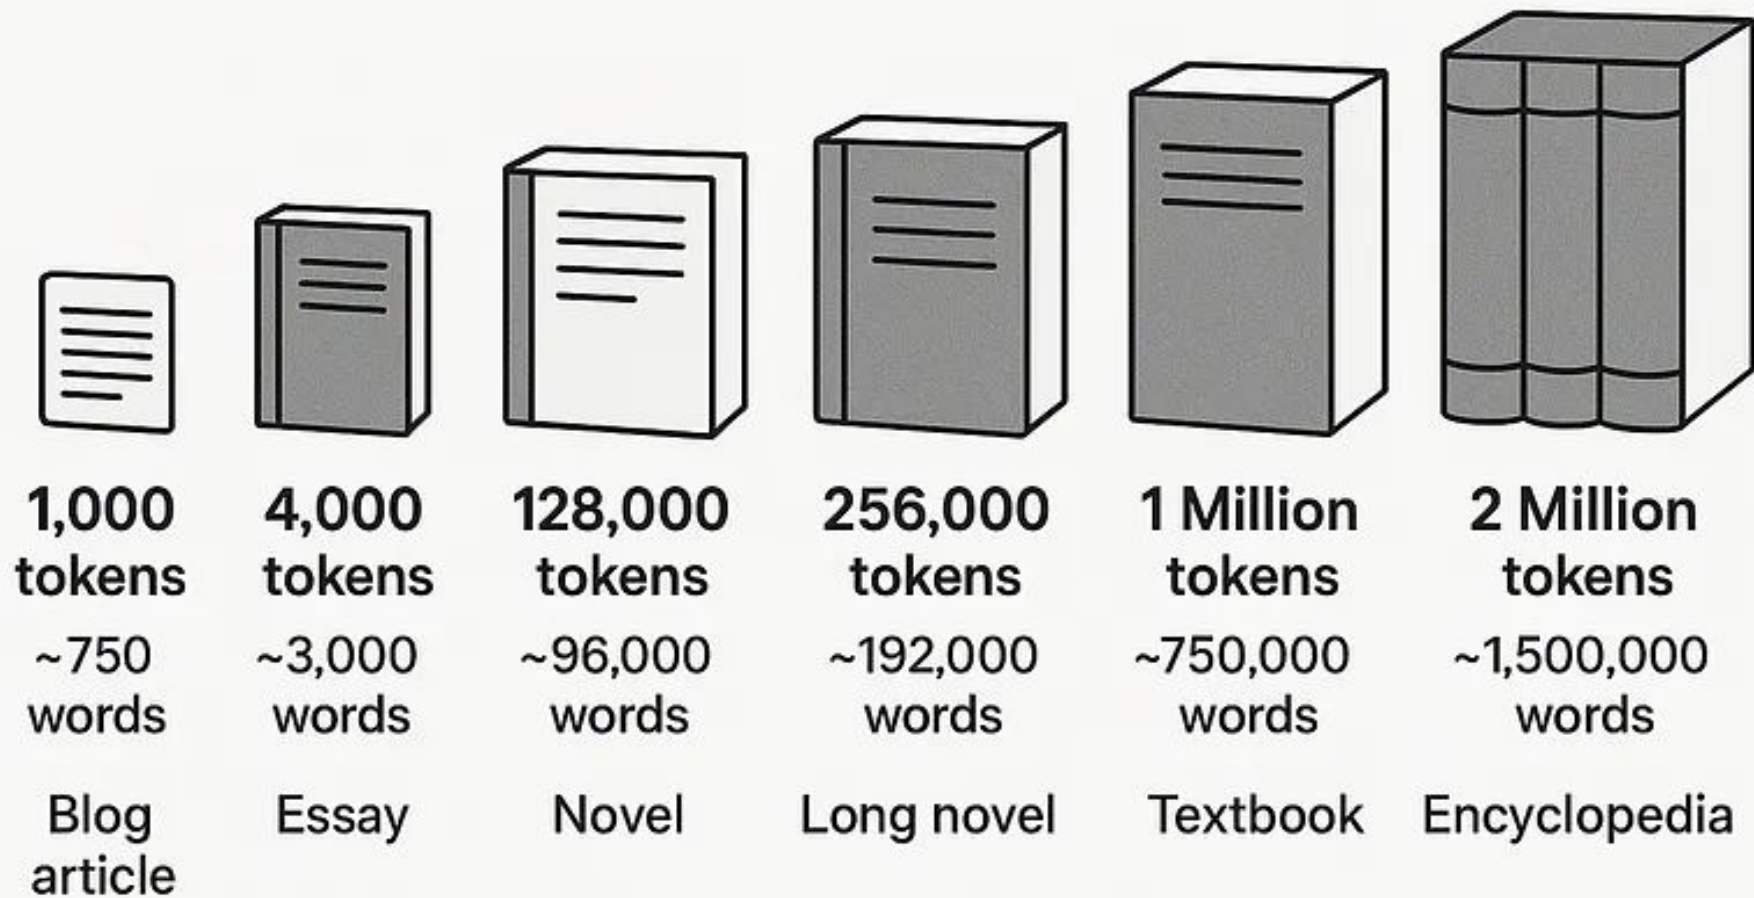 1,000
tokens
~750
words
Blog
article
4,000
tokens
~3,000
words
Essay
128,000
tokens
~96,000
words
Novel
256,000
tokens
~192,000
words
Long novel
1 Million
tokens
~750,000
words
Textbook
2 Million
tokens
~1,500,000
words
Encyclopedia